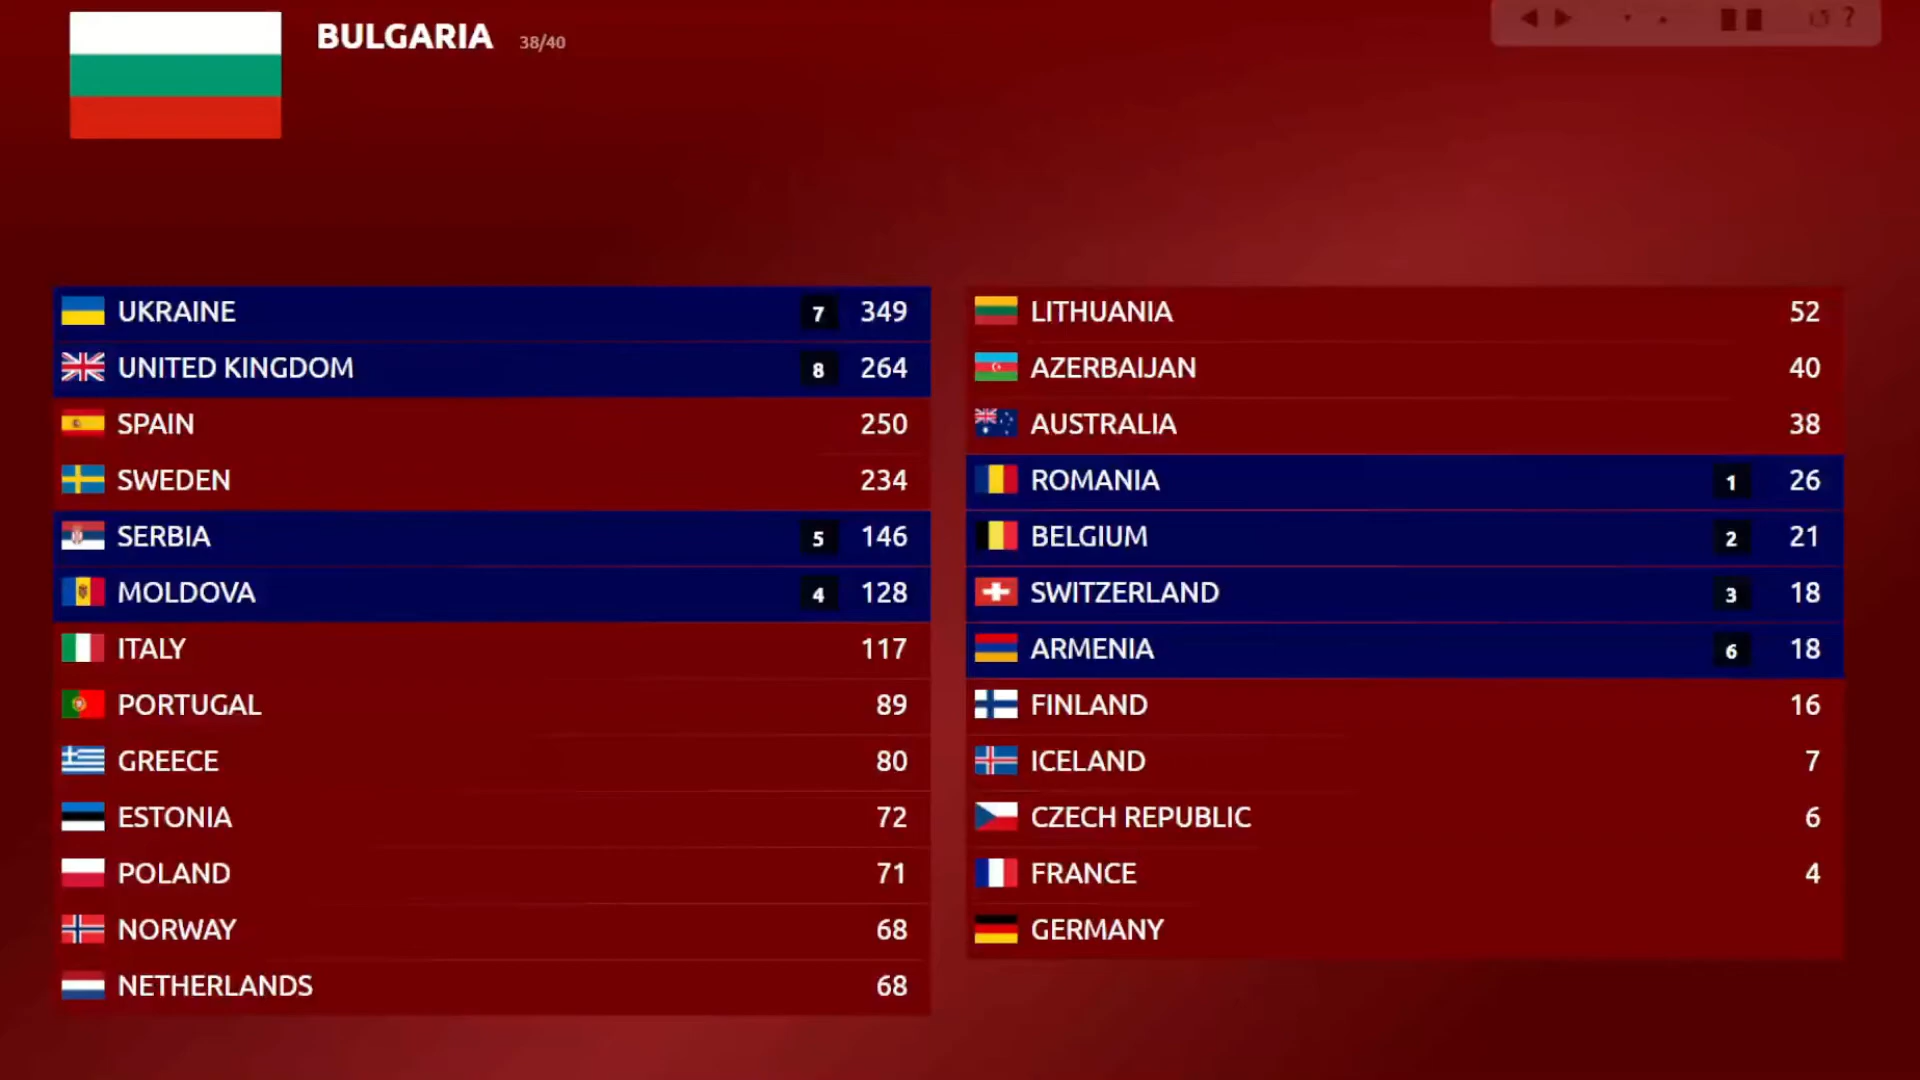 BULGARIA 38/40
UKRAINE 7 349
UNITED KINGDOM 8 264
SPAIN 250
SWEDEN 234
SERBIA 5 146
MOLDOVA 4 128
ITALY 117
PORTUGAL 89
GREECE 80
ESTONIA 72
POLAND 71
NORWAY 68
NETHERLANDS 68
LITHUANIA 52
AZERBAIJAN 40
AUSTRALIA 38
ROMANIA 1 26
BELGIUM 2 21
SWITZERLAND 3 18
ARMENIA 6 18
FINLAND 16
ICELAND 7
CZECH REPUBLIC 6
FRANCE 4
GERMANY
?